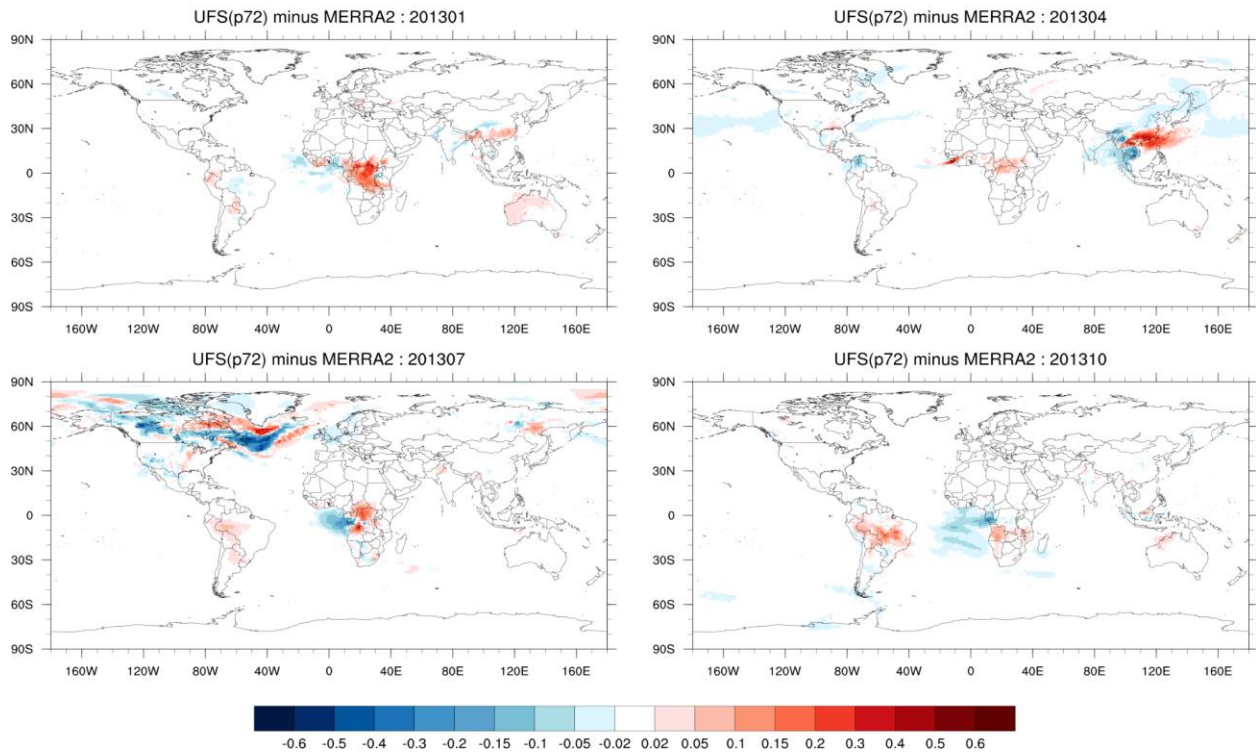 UFS(p72) minus MERRA2 : 201301
90N
60N
30N
0
30S
60S
90S
160W 120W 80W 40W 0 40E 80E 120E 160E
UFS(p72) minus MERRA2 : 201304
90N
60N
30N
0
30S
60S
90S
160W 120W 80W 40W 0 40E 80E 120E 160E
UFS(p72) minus MERRA2 : 201307
90N
60N
30N
0
30S
60S
90S
160W 120W 80W 40W 0 40E 80E 120E 160E
UFS(p72) minus MERRA2 : 201310
90N
60N
30N
0
30S
60S
90S
160W 120W 80W 40W 0 40E 80E 120E 160E
-0.6 -0.5 -0.4 -0.3 -0.2 -0.15 -0.1 -0.05 -0.02 0.02 0.05 0.1 0.15 0.2 0.3 0.4 0.5 0.6